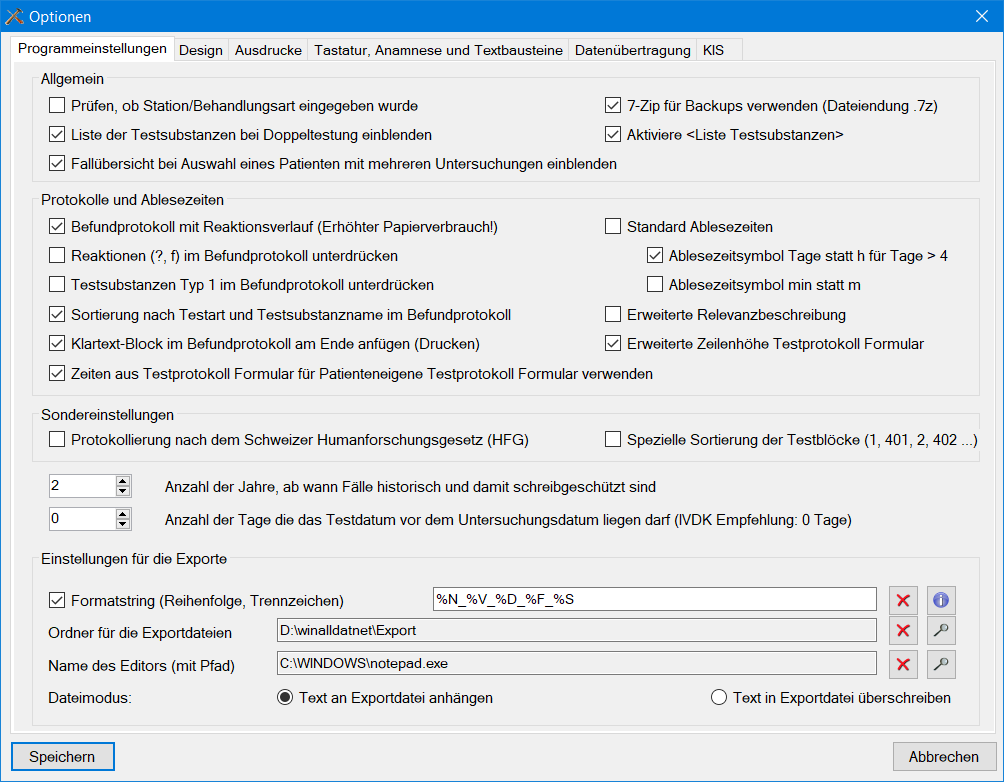 Optionen
Programmeinstellungen Design Ausdrucke Tastatur, Anamnese und Textbausteine Datenübertragung KIS
Allgemein
Prüfen, ob Station/Behandlungsart eingegeben wurde 7-Zip für Backups verwenden (Dateiendung .7z)
Liste der Testsubstanzen bei Doppeltestung einblenden Aktiviere <Liste Testsubstanzen>
Fallübersicht bei Auswahl eines Patienten mit mehreren Untersuchungen einblenden
Protokolle und Ablesezeiten
Befundprotokoll mit Reaktionsverlauf (Erhöhter Papierverbrauch!) Standard Ablesezeiten
Reaktionen (?, f) im Befundprotokoll unterdrücken Ablesezeitsymbol Tage statt h für Tage > 4
Testsubstanzen Typ 1 im Befundprotokoll unterdrücken Ablesezeitsymbol min statt m
Sortierung nach Testart und Testsubstanzname im Befundprotokoll Erweiterte Relevanzbeschreibung
Klartext-Block im Befundprotokoll am Ende anfügen (Drucken) Erweiterte Zeilenhöhe Testprotokoll Formular
Zeiten aus Testprotokoll Formular für Patienteneigene Testprotokoll Formular verwenden
Sondereinstellungen
Protokollierung nach dem Schweizer Humanforschungsgesetz (HFG) Spezielle Sortierung der Testblöcke (1, 401, 2, 402 ...)
2 Anzahl der Jahre, ab wann Fälle historisch und damit schreibgeschützt sind
0 Anzahl der Tage die das Testdatum vor dem Untersuchungsdatum liegen darf (IVDK Empfehlung: 0 Tage)
Einstellungen für die Exporte
Formatstring (Reihenfolge, Trennzeichen) %N_%V_%D_%F_%S
Ordner für die Exportdateien D:\winalldatnet\Export
Name des Editors (mit Pfad) C:\WINDOWS\notepad.exe
Dateimodus: Text an Exportdatei anhängen Text in Exportdatei überschreiben
Speichern Abbrechen